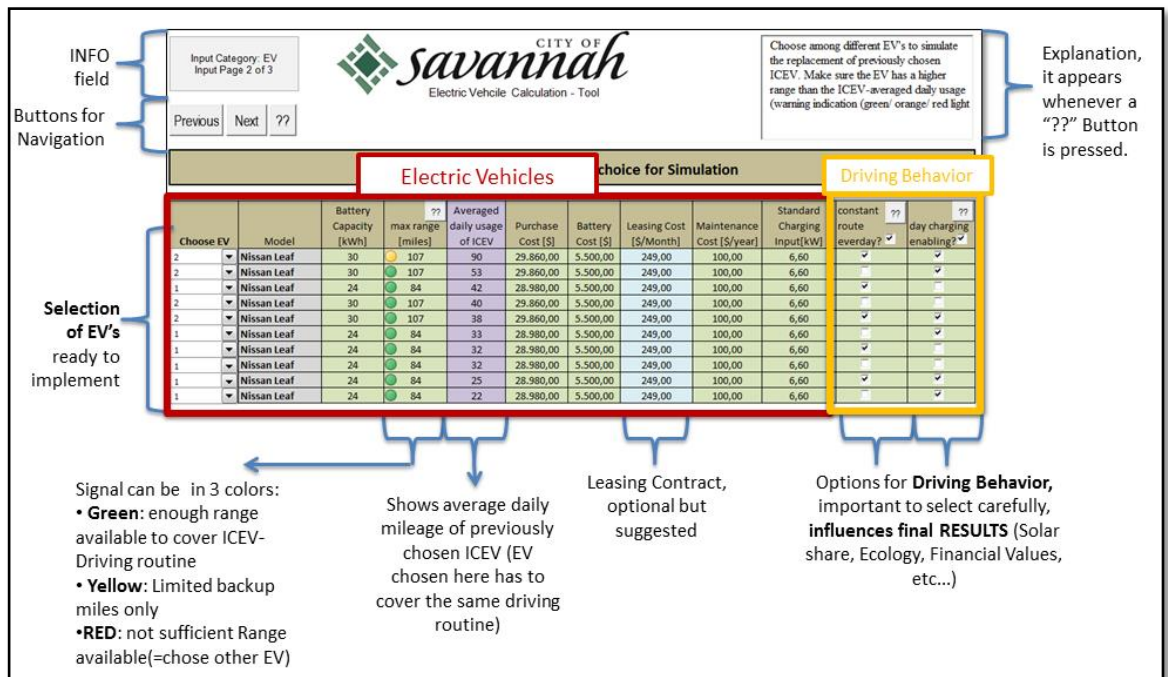 INFO
field
Input Category: EV
Input Page 2 of 3
CITY OF
savannah
Electric Vehcile Calculation - Tool
Choose among different EV's to simulate
the replacement of previously chosen
ICEV. Make sure the EV has a higher
range than the ICEV-averaged daily usage
(warning indication (green/ orange/ red light
Explanation,
it appears
whenever a
"??" Button
is pressed.
Buttons for
Navigation
Previous Next ??
Electric Vehicles
choice for Simulation
Driving Behavior
Choose EV Model Battery Capacity [kWh] ?? max range [miles] Averaged daily usage of ICEV Purchase Cost [$] Battery Cost [$] Leasing Cost [$/Month] Maintenance Cost [$/year] Standard Charging Input[kW] constant route everday? ?? ?? day charging enabling?
2 Nissan Leaf 30 107 90 29.860,00 5.500,00 249,00 100,00 6,60
2 Nissan Leaf 30 107 53 29.860,00 5.500,00 249,00 100,00 6,60
1 Nissan Leaf 24 84 42 28.980,00 5.500,00 249,00 100,00 6,60
2 Nissan Leaf 30 107 40 29.860,00 5.500,00 249,00 100,00 6,60
2 Nissan Leaf 30 107 38 29.860,00 5.500,00 249,00 100,00 6,60
1 Nissan Leaf 24 84 33 28.980,00 5.500,00 249,00 100,00 6,60
1 Nissan Leaf 24 84 32 28.980,00 5.500,00 249,00 100,00 6,60
1 Nissan Leaf 24 84 32 28.980,00 5.500,00 249,00 100,00 6,60
1 Nissan Leaf 24 84 25 28.980,00 5.500,00 249,00 100,00 6,60
1 Nissan Leaf 24 84 22 28.980,00 5.500,00 249,00 100,00 6,60
Selection
of EV's
ready to
implement
Signal can be in 3 colors:
• Green: enough range
available to cover ICEV-
Driving routine
• Yellow: Limited backup
miles only
•RED: not sufficient Range
available(=chose other EV)
Shows average daily
mileage of previously
chosen ICEV (EV
chosen here has to
cover the same driving
routine)
Leasing Contract,
optional but
suggested
Options for Driving Behavior,
important to select carefully,
influences final RESULTS (Solar
share, Ecology, Financial Values,
etc...)